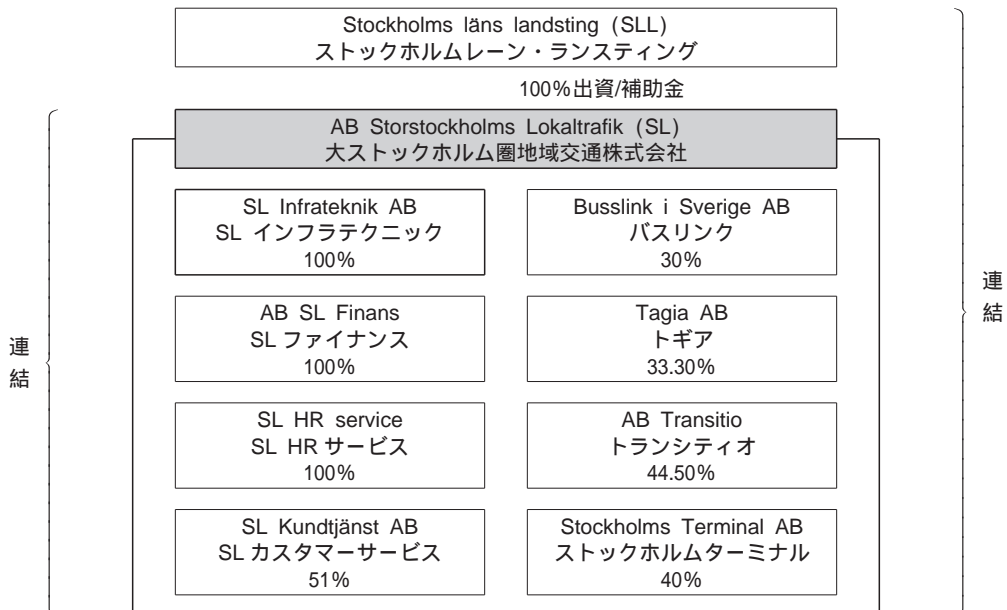 Stockholms läns landsting (SLL)
ストックホルムレーン・ランスティング
100%出資/補助金
AB Storstockholms Lokaltrafik (SL)
大ストックホルム圏地域交通株式会社
SL Infrateknik AB
SL インフラテクニック
100%
Busslink i Sverige AB
バスリンク
30%
AB SL Finans
SL ファイナンス
100%
Tagia AB
トギア
33.30%
SL HR service
SL HR サービス
100%
AB Transitio
トランシティオ
44.50%
SL Kundtjänst AB
SL カスタマーサービス
51%
Stockholms Terminal AB
ストックホルムターミナル
40%
連結
連結